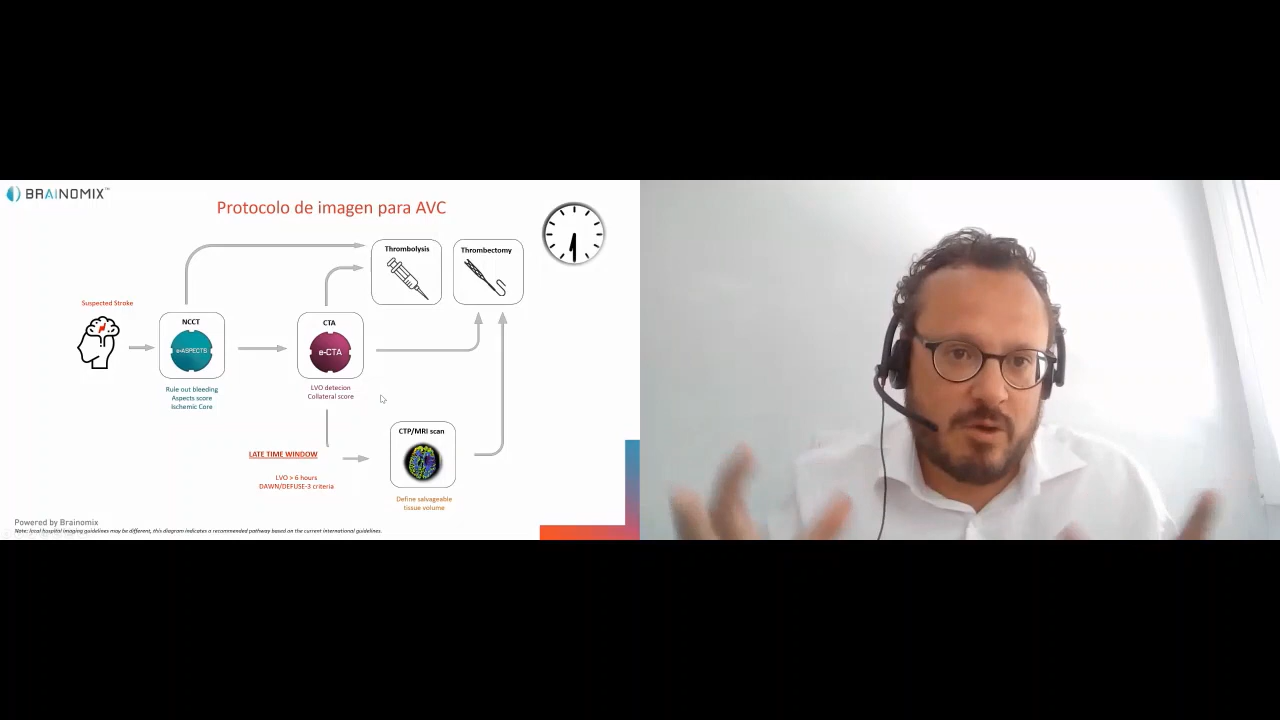 BRAINOMIX™
Protocolo de imagen para AVC
Thrombolysis
Thrombectomy
Suspected Stroke
NCCT
e-ASPECTS
Rule out bleeding
Aspects score
Ischemic Core
CTA
e-CTA
LVO detecion
Collateral score
LATE TIME WINDOW
LVO > 6 hours
DAWN/DEFUSE-3 criteria
CTP/MRI scan
Define salvageable
tissue volume
Powered by Brainomix
Note: local hospital imaging guidelines may be different, this diagram indicates a recommended pathway based on the current international guidelines.